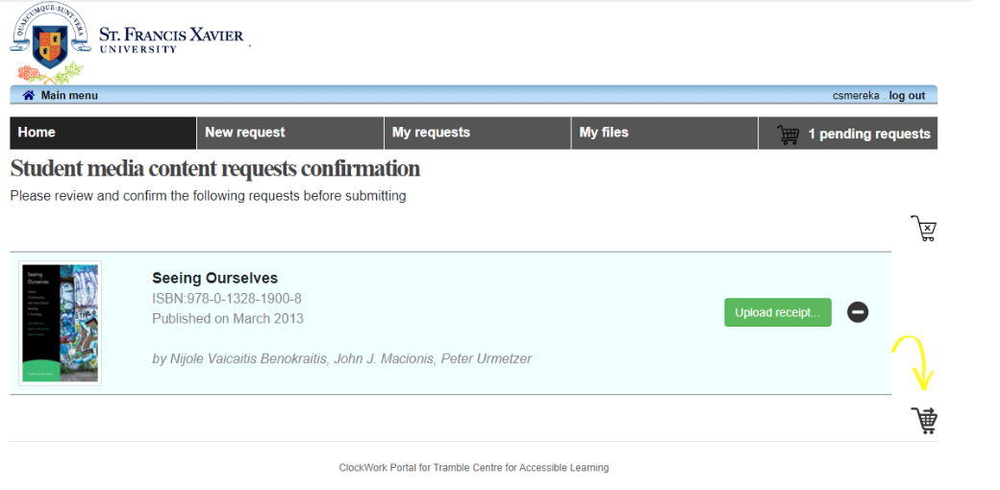 QUAECUMQUE·SUNT·VERA
ST. FRANCIS XAVIER
UNIVERSITY
Main menu
csmereka . log out
Home New request My requests My files 1 pending requests
Student media content requests confirmation
Please review and confirm the following requests before submitting
Seeing
Ourselves
Seeing Ourselves
ISBN:978-0-1328-1900-8
Published on March 2013
Upload receipt...
by Nijole Vaicaitis Benokraitis, John J. Macionis, Peter Urmetzer
ClockWork Portal for Tramble Centre for Accessible Learning